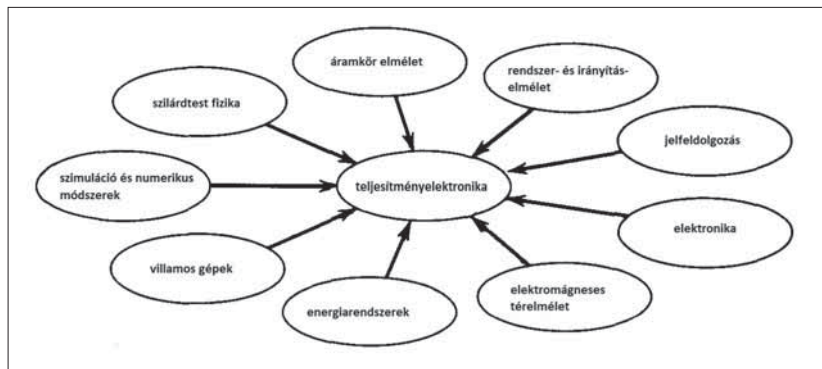 áramkör elmélet
rendszer- és irányítás-
elmélet
szilárdtest fizika
jelfeldolgozás
szimuláció és numerikus
módszerek
teljesítményelektronika
elektronika
villamos gépek
elektromágneses
térelmélet
energiarendszerek